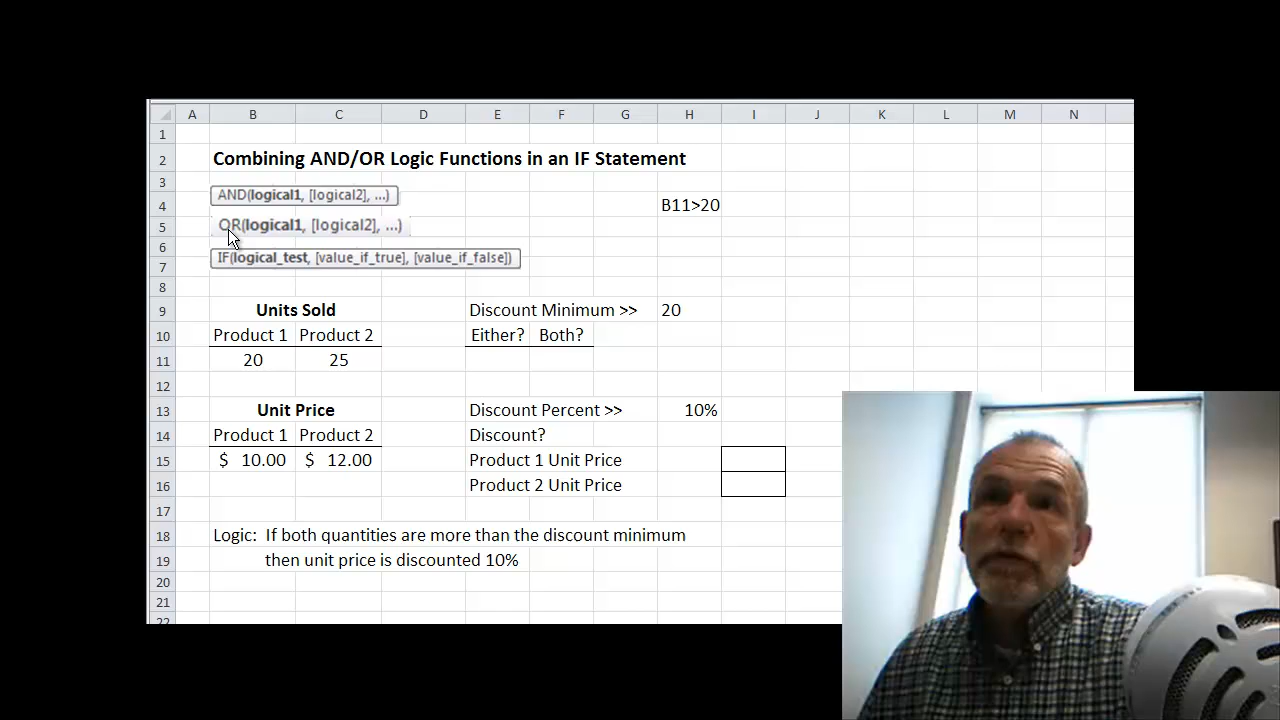 A B C D E F G H I J K L M N
1
2 Combining AND/OR Logic Functions in an IF Statement
3 AND(logical1, [logical2], ...)
4 B11>20
5 OR(logical1, [logical2], ...)
6 IF(logical_test, [value_if_true], [value_if_false])
7
8
9 Units Sold Discount Minimum >> 20
10 Product 1 Product 2 Either? Both?
11 20 25
12
13 Unit Price Discount Percent >> 10%
14 Product 1 Product 2 Discount?
15 $ 10.00 $ 12.00 Product 1 Unit Price
16 Product 2 Unit Price
17
18 Logic: If both quantities are more than the discount minimum
19 then unit price is discounted 10%
20
21
22